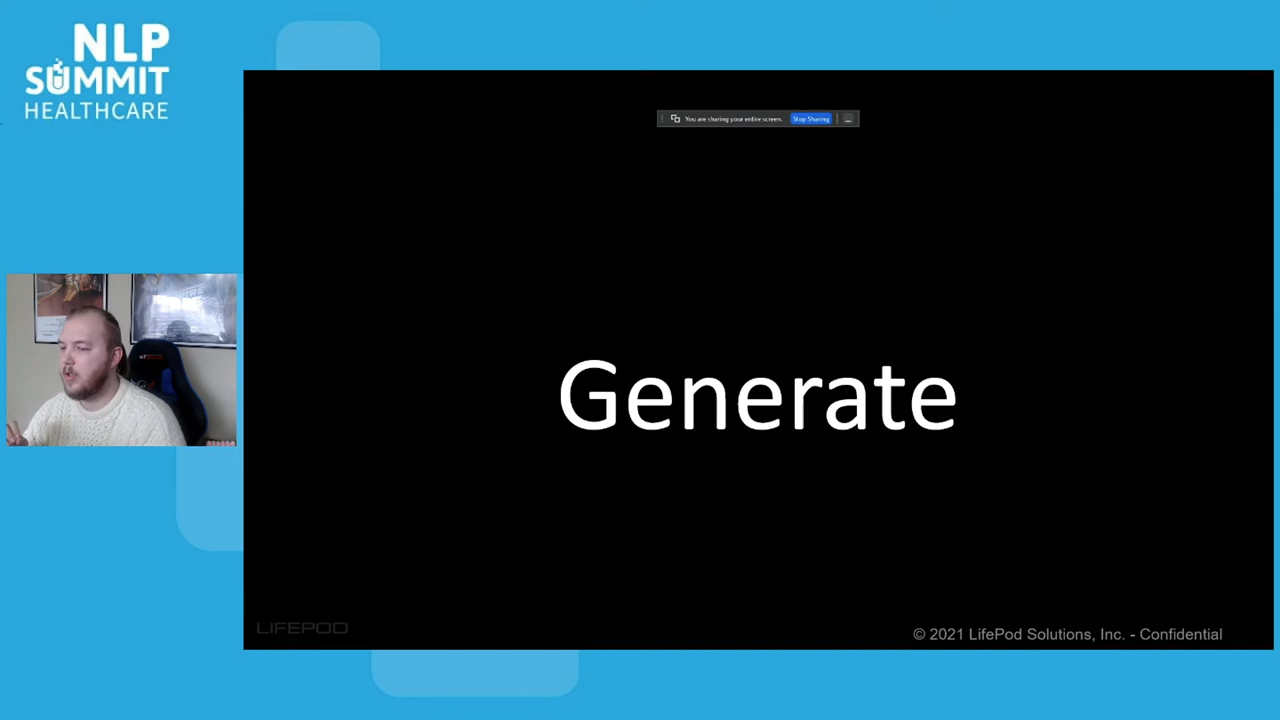 NLP
SUMMIT
HEALTHCARE
You are sharing your entire screen.
Stop Sharing
Generate
LIFEPOD
© 2021 LifePod Solutions, Inc. - Confidential